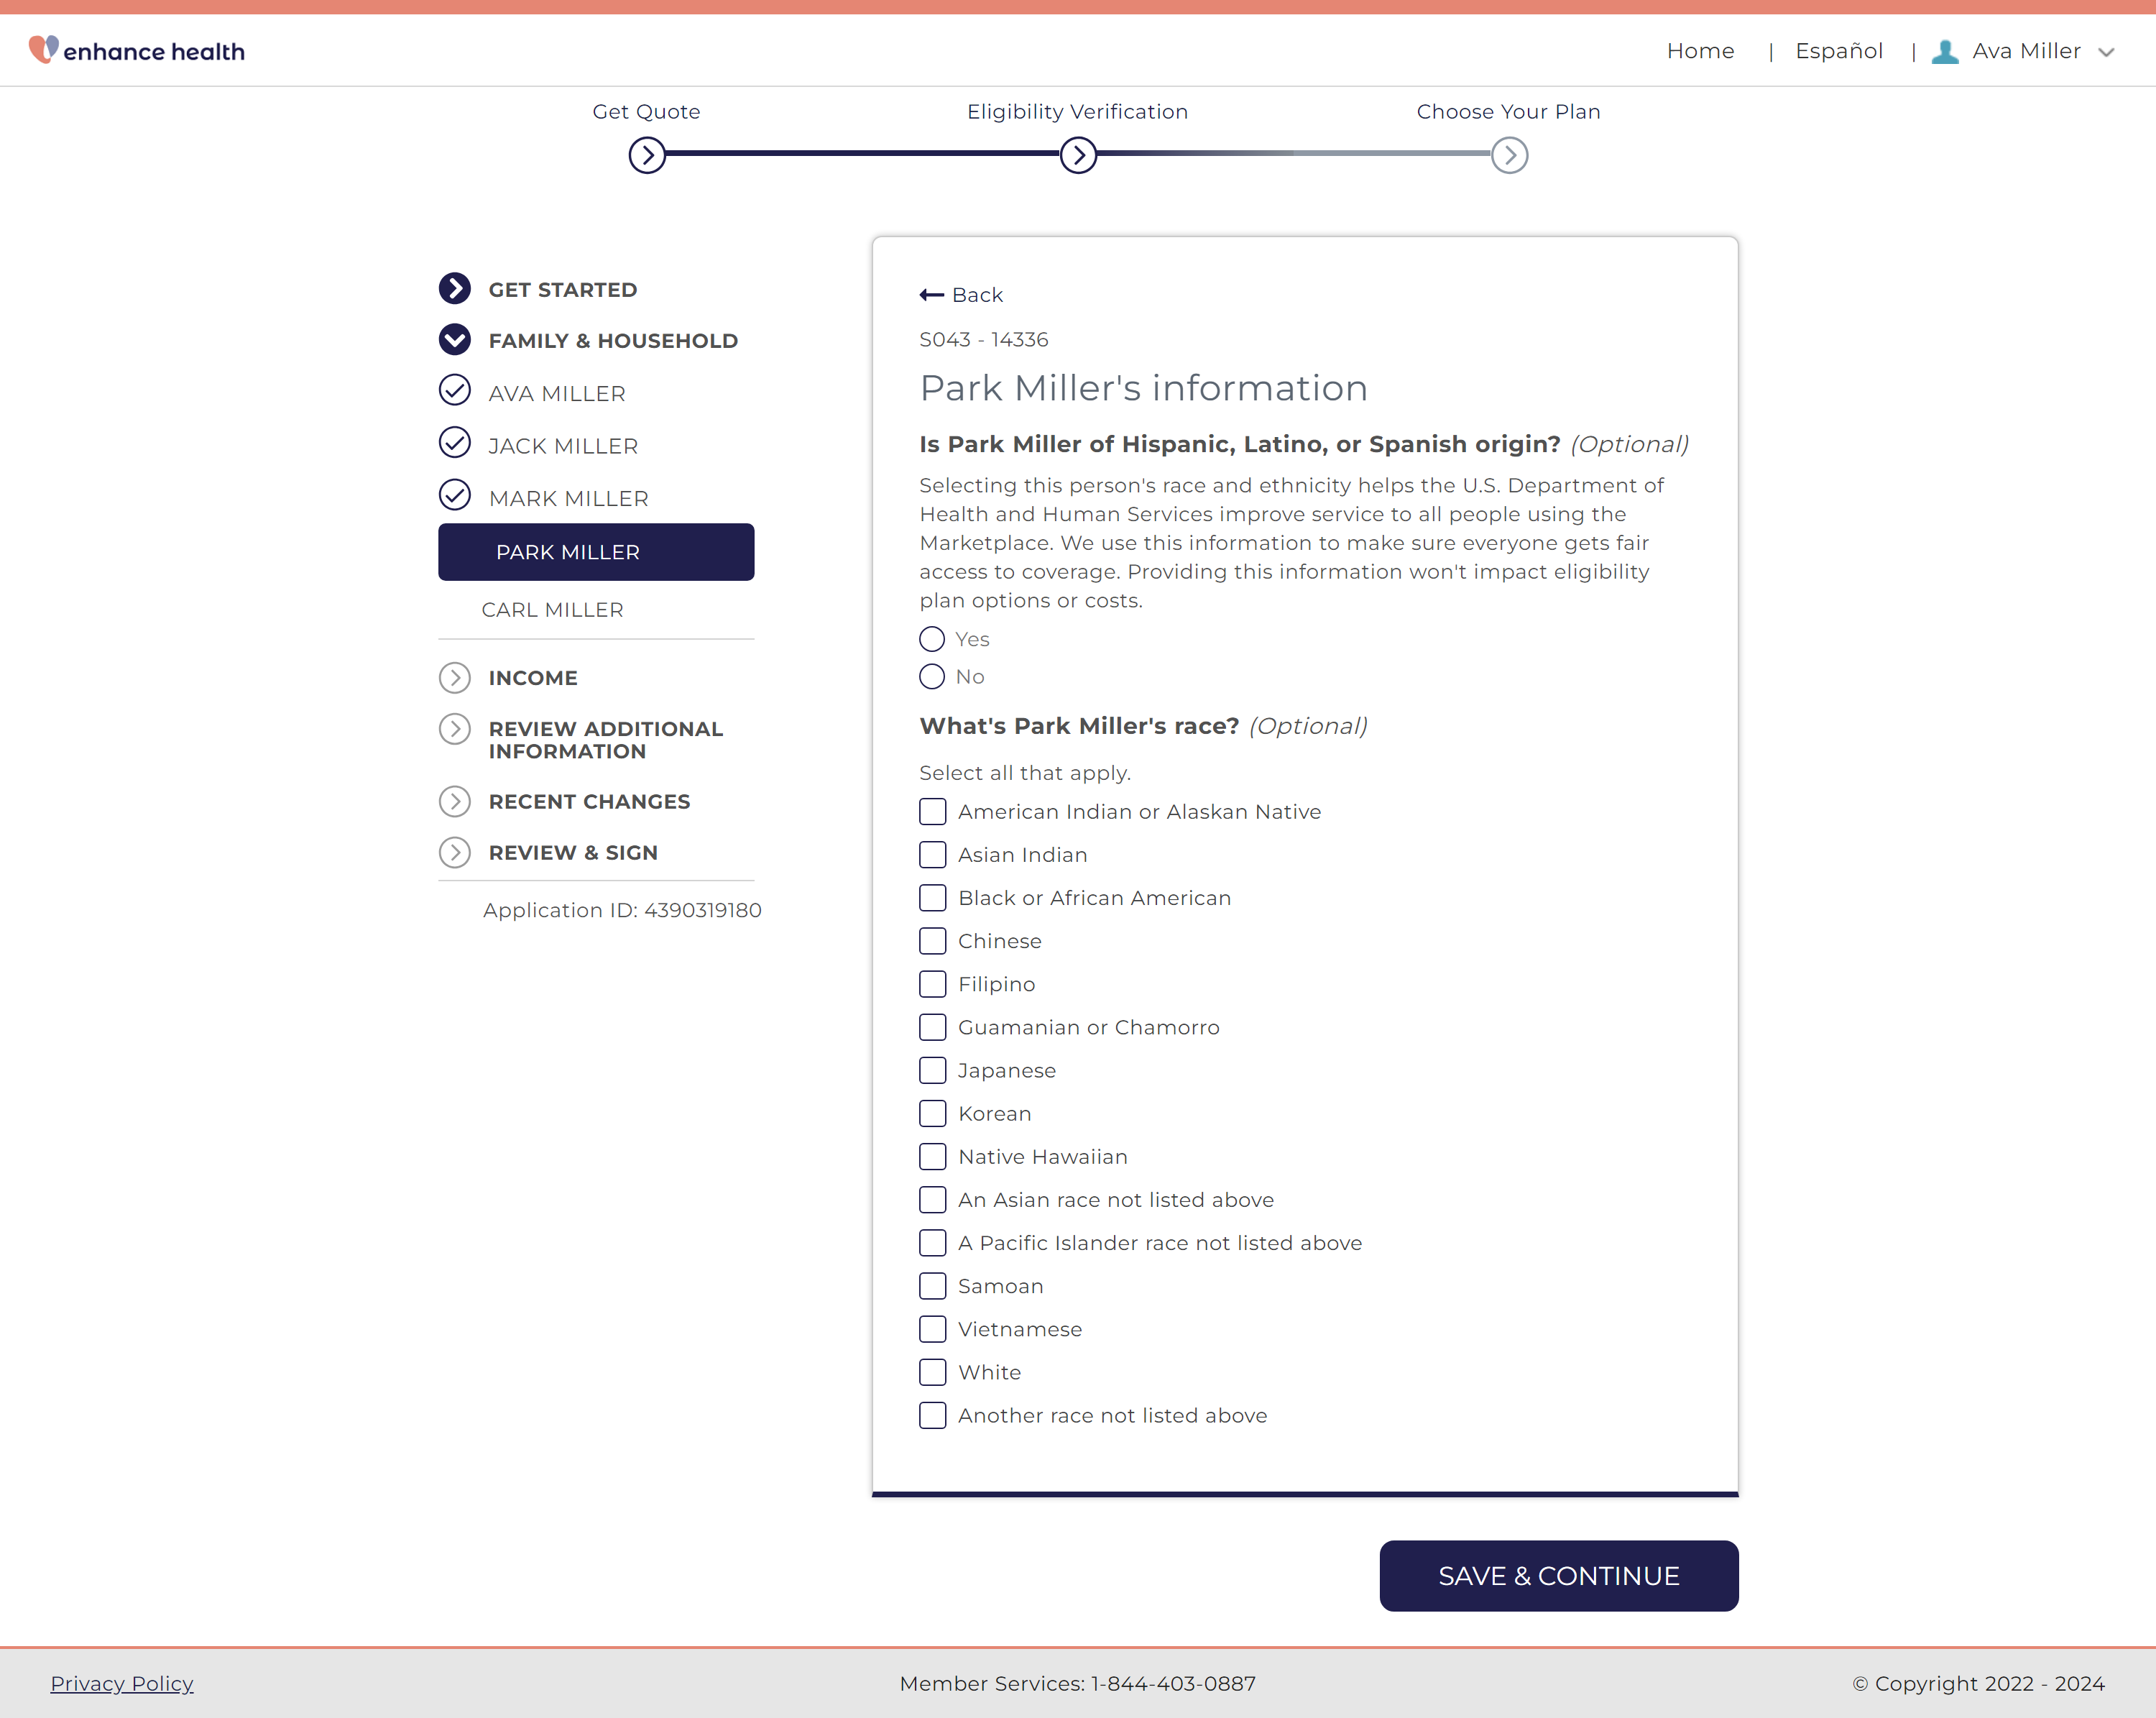 enhance health
Home | Español | Ava Miller
Get Quote
Eligibility Verification
Choose Your Plan
GET STARTED
FAMILY & HOUSEHOLD
AVA MILLER
JACK MILLER
MARK MILLER
PARK MILLER
CARL MILLER
INCOME
REVIEW ADDITIONAL
INFORMATION
RECENT CHANGES
REVIEW & SIGN
Application ID: 4390319180
Back
S043 - 14336
Park Miller's information
Is Park Miller of Hispanic, Latino, or Spanish origin? (Optional)
Selecting this person's race and ethnicity helps the U.S. Department of
Health and Human Services improve service to all people using the
Marketplace. We use this information to make sure everyone gets fair
access to coverage. Providing this information won't impact eligibility
plan options or costs.
Yes
No
What's Park Miller's race? (Optional)
Select all that apply.
American Indian or Alaskan Native
Asian Indian
Black or African American
Chinese
Filipino
Guamanian or Chamorro
Japanese
Korean
Native Hawaiian
An Asian race not listed above
A Pacific Islander race not listed above
Samoan
Vietnamese
White
Another race not listed above
SAVE & CONTINUE
Privacy Policy
Member Services: 1-844-403-0887
© Copyright 2022 - 2024